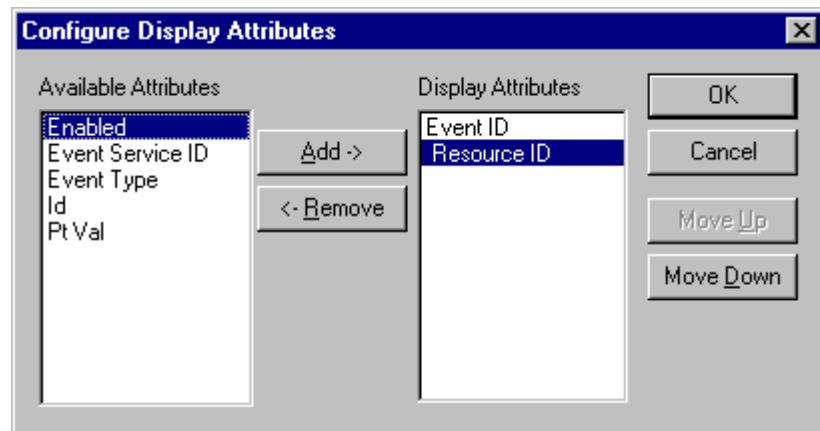 Configure Display Attributes
Available Attributes
Enabled
Event Service ID
Event Type
Id
Pt Val
Add ->
<- Remove
Display Attributes
Event ID
Resource ID
OK
Cancel
Move Up
Move Down